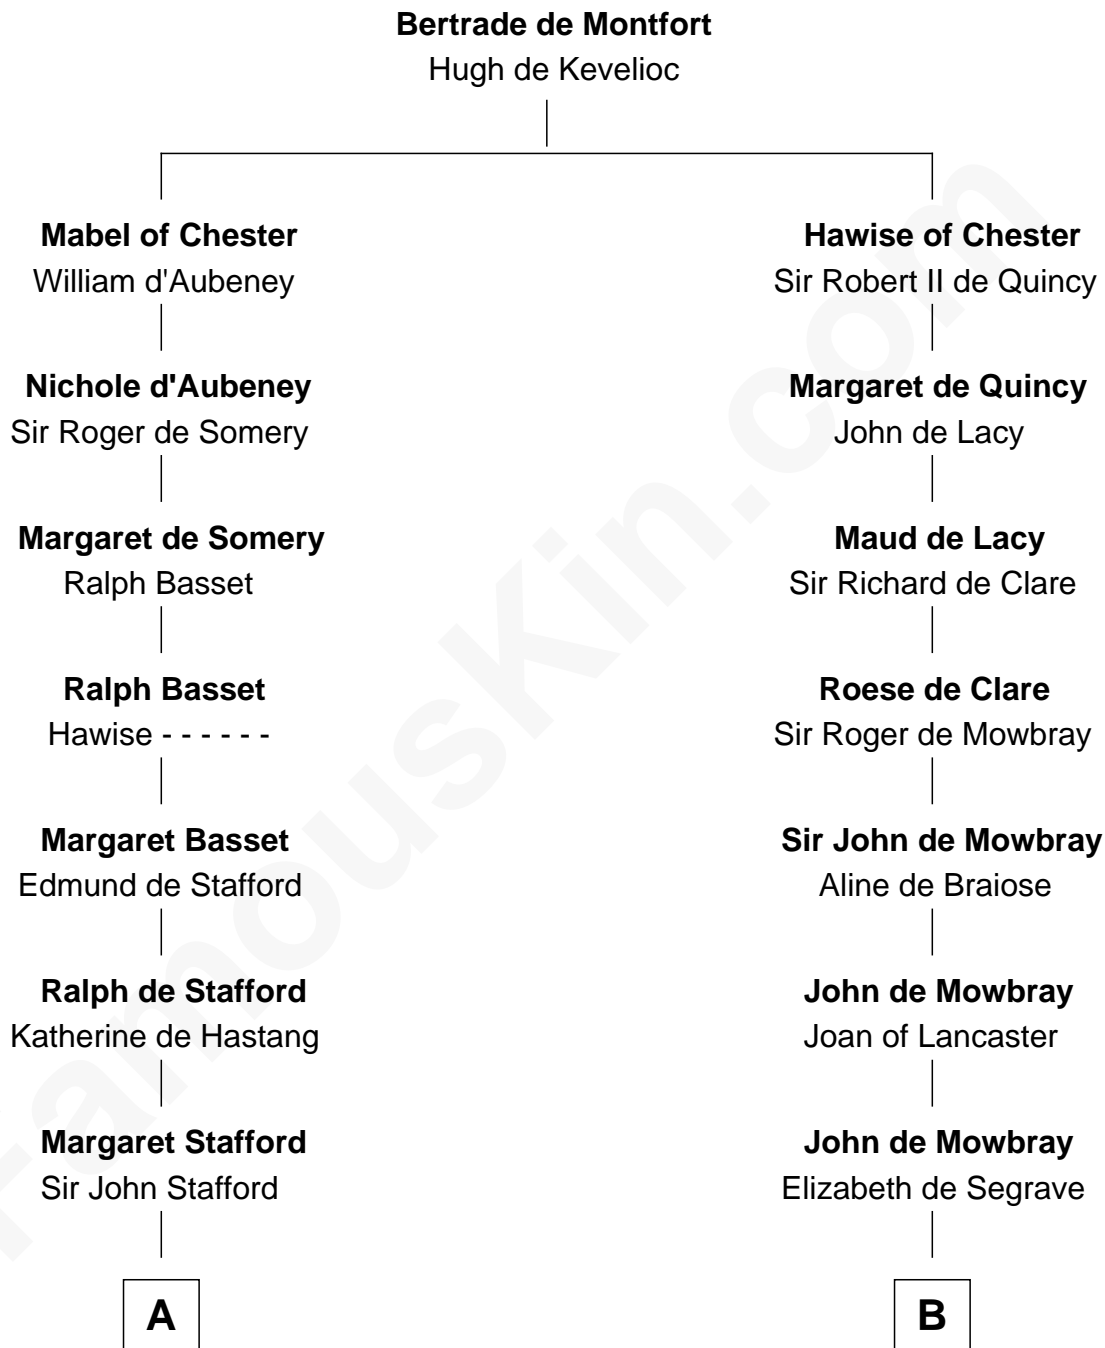 Bertrade de Montfort
Hugh de Kevelioc
Mabel of Chester
William d'Aubeney
Hawise of Chester
Sir Robert II de Quincy
Nichole d'Aubeney
Sir Roger de Somery
Margaret de Quincy
John de Lacy
Margaret de Somery
Ralph Basset
Maud de Lacy
Sir Richard de Clare
Ralph Basset
Hawise - - - - - -
Roese de Clare
Sir Roger de Mowbray
Margaret Basset
Edmund de Stafford
Sir John de Mowbray
Aline de Braiose
Ralph de Stafford
Katherine de Hastang
John de Mowbray
Joan of Lancaster
Margaret Stafford
Sir John Stafford
John de Mowbray
Elizabeth de Segrave
A
B
FamousKin.com